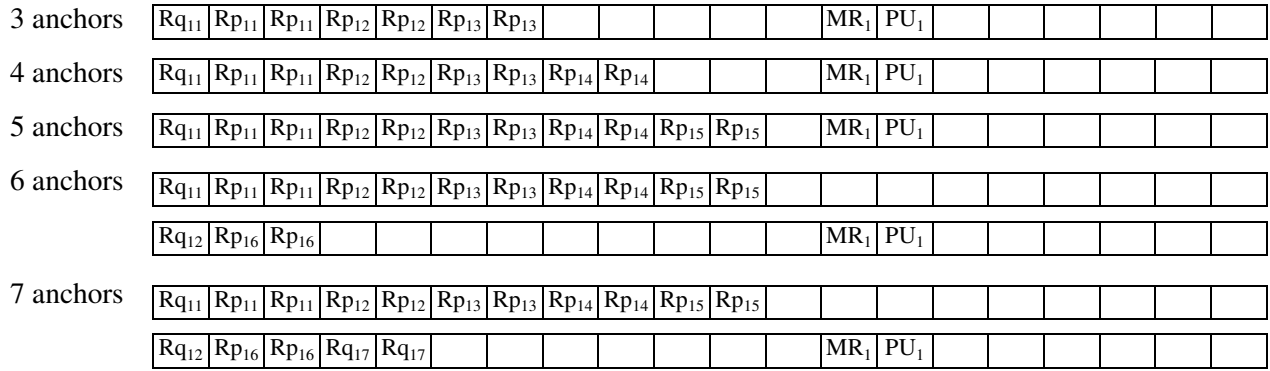 3 anchors Rq₁₁ Rp₁₁ Rp₁₁ Rp₁₂ Rp₁₂ Rp₁₃ Rp₁₃ MR₁ PU₁
4 anchors Rq₁₁ Rp₁₁ Rp₁₁ Rp₁₂ Rp₁₂ Rp₁₃ Rp₁₃ Rp₁₄ Rp₁₄ MR₁ PU₁
5 anchors Rq₁₁ Rp₁₁ Rp₁₁ Rp₁₂ Rp₁₂ Rp₁₃ Rp₁₃ Rp₁₄ Rp₁₄ Rp₁₅ Rp₁₅ MR₁ PU₁
6 anchors Rq₁₁ Rp₁₁ Rp₁₁ Rp₁₂ Rp₁₂ Rp₁₃ Rp₁₃ Rp₁₄ Rp₁₄ Rp₁₅ Rp₁₅
Rq₁₂ Rp₁₆ Rp₁₆ MR₁ PU₁
7 anchors Rq₁₁ Rp₁₁ Rp₁₁ Rp₁₂ Rp₁₂ Rp₁₃ Rp₁₃ Rp₁₄ Rp₁₄ Rp₁₅ Rp₁₅
Rq₁₂ Rp₁₆ Rp₁₆ Rq₁₇ Rq₁₇ MR₁ PU₁